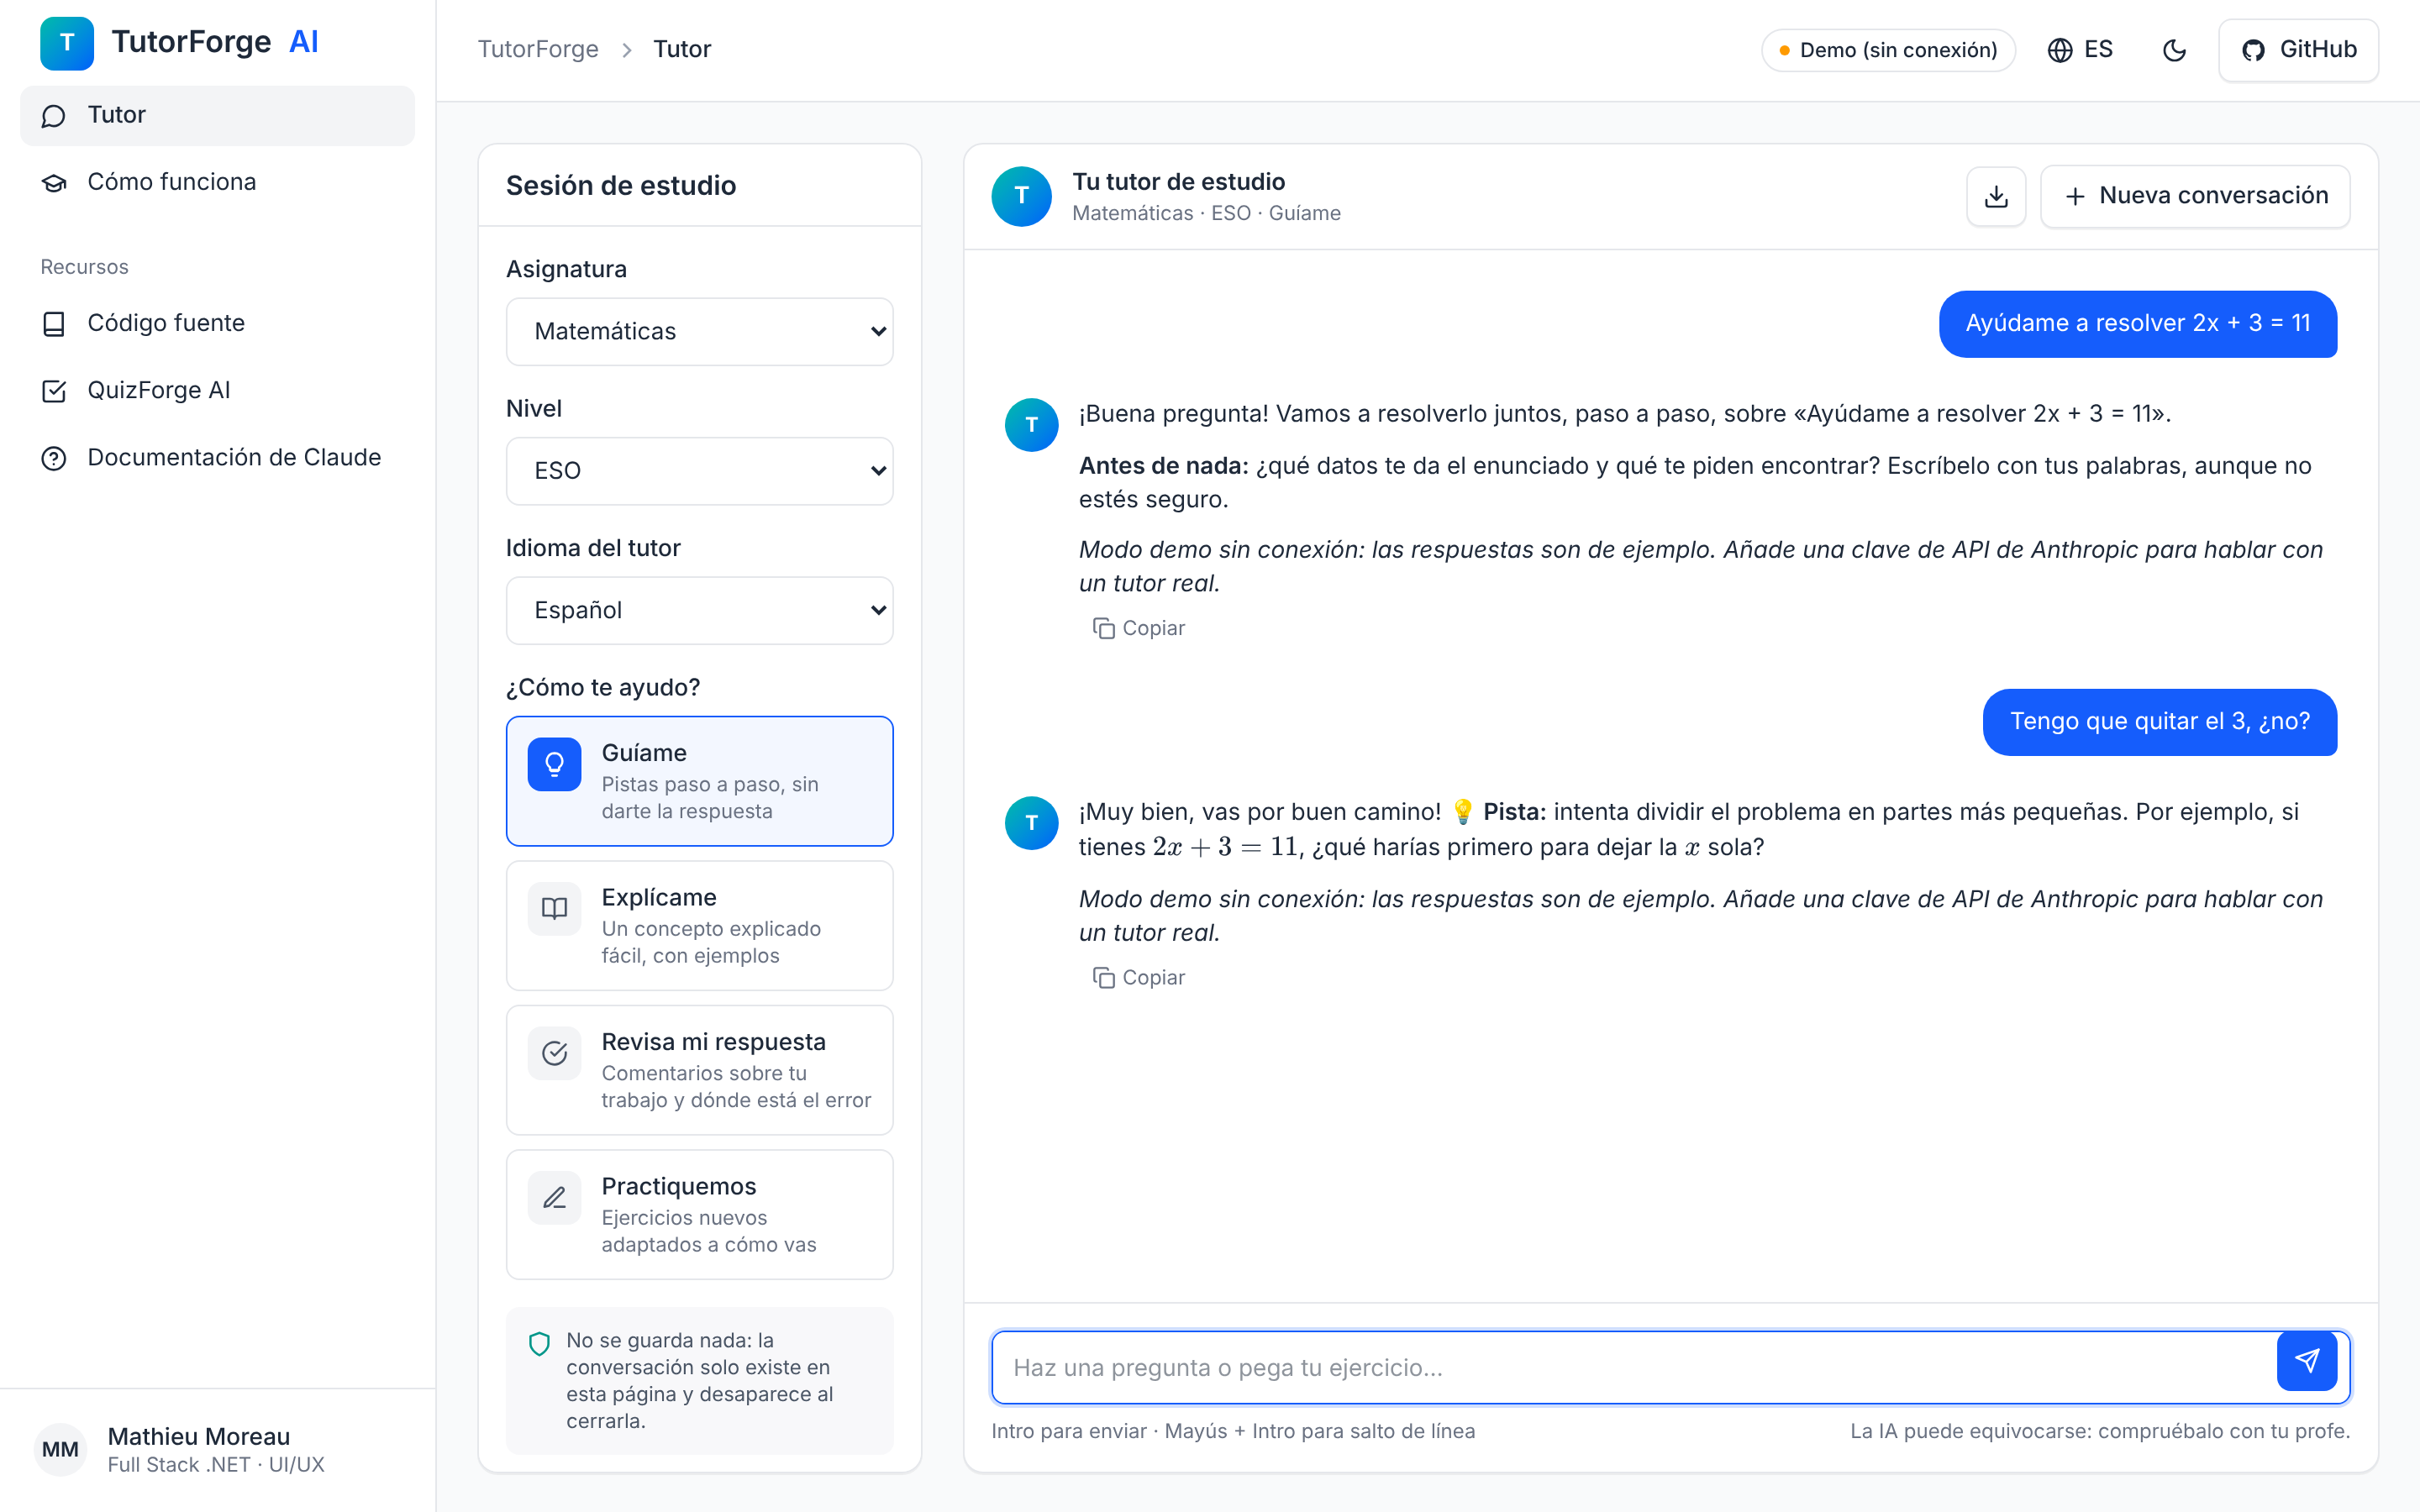 T TutorForge AI
Tutor
Cómo funciona
Recursos
Código fuente
QuizForge AI
Documentación de Claude
MM
Mathieu Moreau
Full Stack .NET · UI/UX
TutorForge > Tutor
Demo (sin conexión)
ES
GitHub
Sesión de estudio
Asignatura
Matemáticas
Nivel
ESO
Idioma del tutor
Español
¿Cómo te ayudo?
Guíame
Pistas paso a paso, sin
darte la respuesta
Explícame
Un concepto explicado
fácil, con ejemplos
Revisa mi respuesta
Comentarios sobre tu
trabajo y dónde está el error
Practiquemos
Ejercicios nuevos
adaptados a cómo vas
No se guarda nada: la
conversación solo existe en
esta página y desaparece al
cerrarla.
T
Tu tutor de estudio
Matemáticas · ESO · Guíame
Nueva conversación
Ayúdame a resolver 2x + 3 = 11
T
¡Buena pregunta! Vamos a resolverlo juntos, paso a paso, sobre «Ayúdame a resolver 2x + 3 = 11».
Antes de nada: ¿qué datos te da el enunciado y qué te piden encontrar? Escríbelo con tus palabras, aunque no
estés seguro.
Modo demo sin conexión: las respuestas son de ejemplo. Añade una clave de API de Anthropic para hablar con
un tutor real.
Copiar
Tengo que quitar el 3, ¿no?
T
¡Muy bien, vas por buen camino! 💡 Pista: intenta dividir el problema en partes más pequeñas. Por ejemplo, si
tienes 2x + 3 = 11, ¿qué harías primero para dejar la x sola?
Modo demo sin conexión: las respuestas son de ejemplo. Añade una clave de API de Anthropic para hablar con
un tutor real.
Copiar
Haz una pregunta o pega tu ejercicio...
Intro para enviar · Mayús + Intro para salto de línea
La IA puede equivocarse: compruébalo con tu profe.